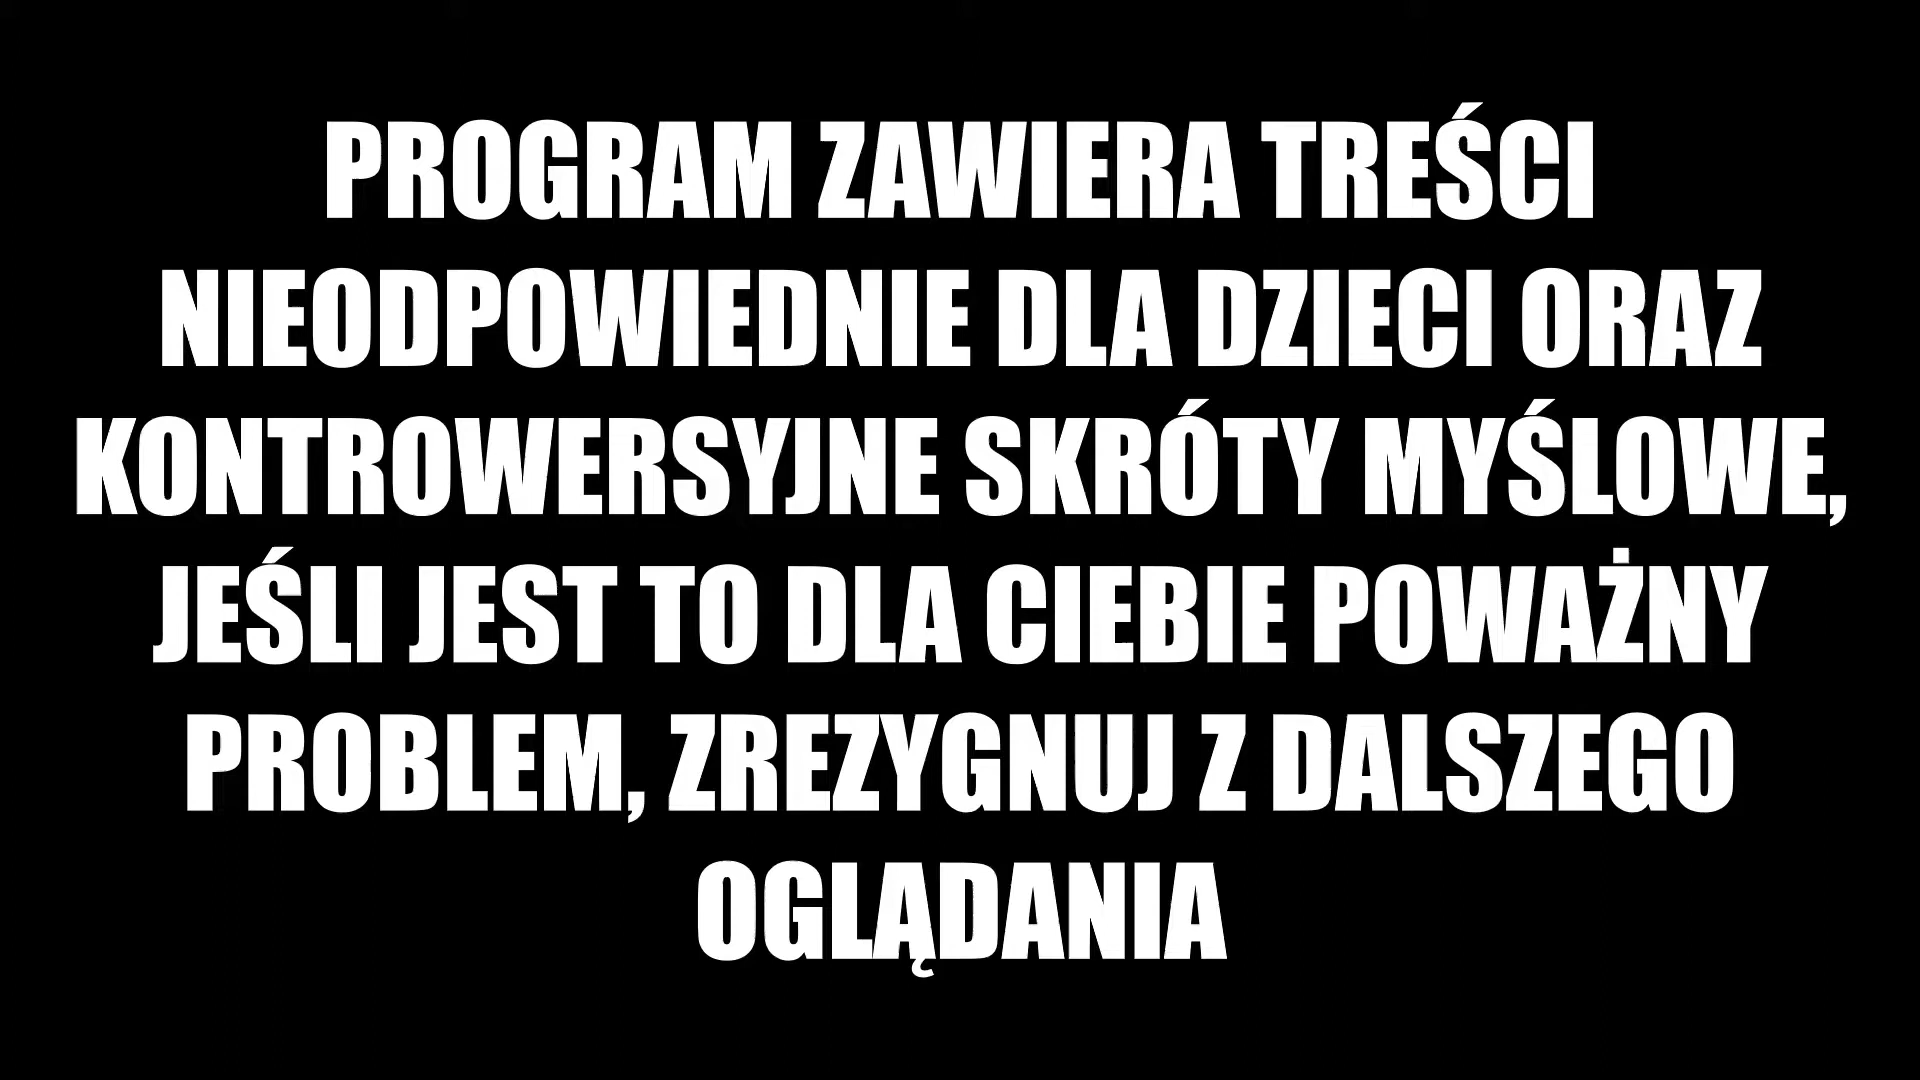 PROGRAM ZAWIERA TREŚCI
NIEODPOWIEDNIE DLA DZIECI ORAZ
KONTROWERSYJNE SKRÓTY MYŚLOWE,
JEŚLI JEST TO DLA CIEBIE POWAŻNY
PROBLEM, ZREZYGNUJ Z DALSZEGO
OGLĄDANIA